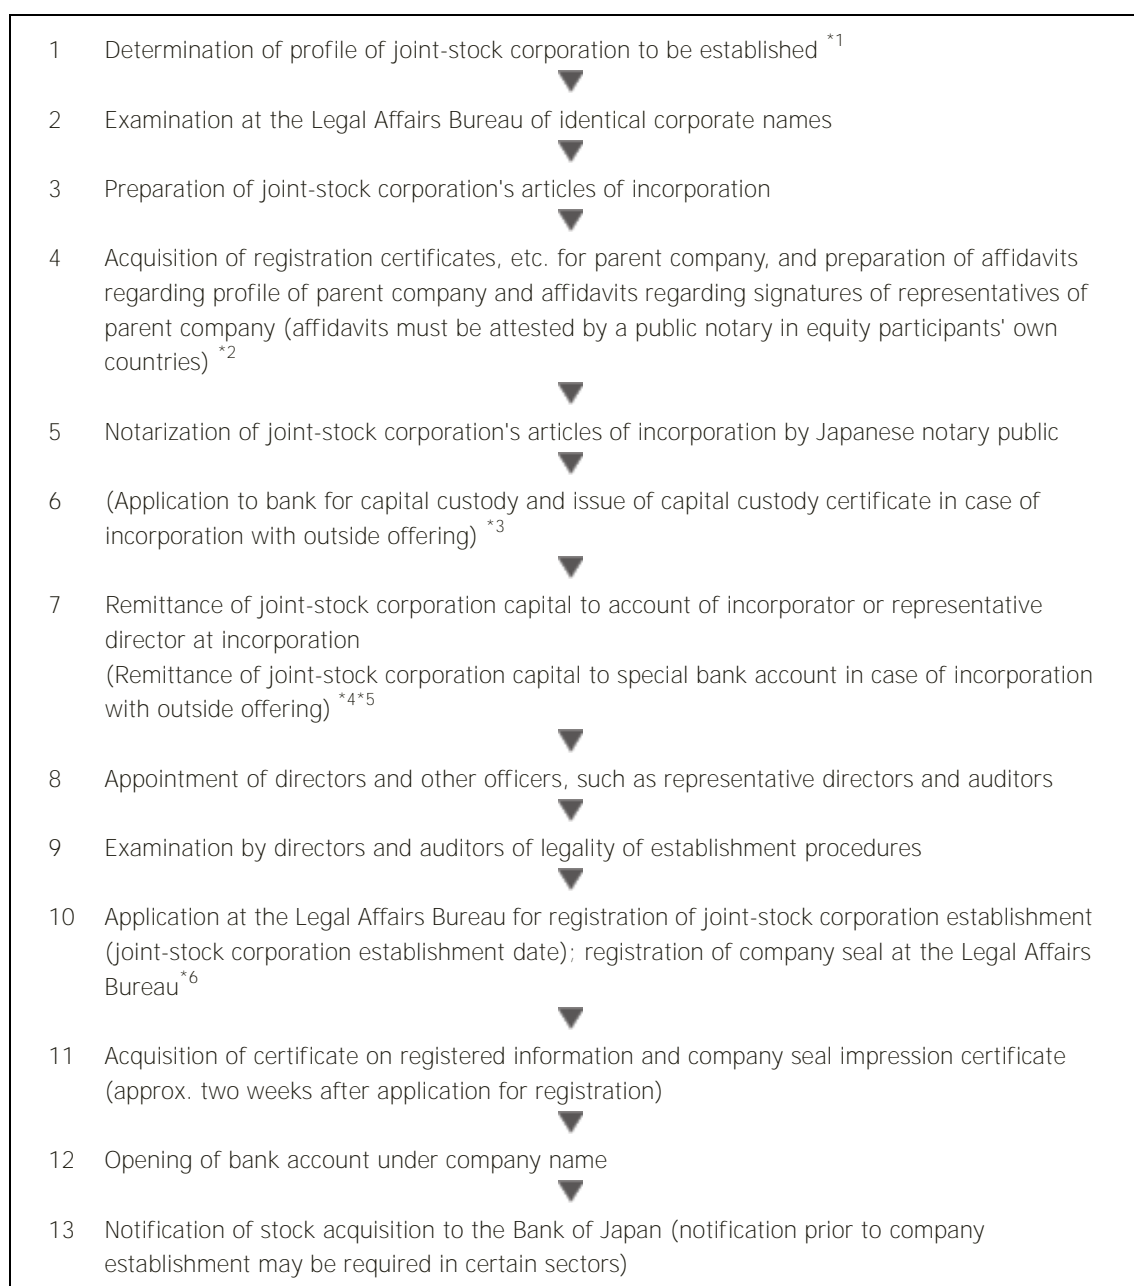 1 Determination of profile of joint-stock corporation to be established *1
2 Examination at the Legal Affairs Bureau of identical corporate names
3 Preparation of joint-stock corporation's articles of incorporation
4 Acquisition of registration certificates, etc. for parent company, and preparation of affidavits
regarding profile of parent company and affidavits regarding signatures of representatives of
parent company (affidavits must be attested by a public notary in equity participants' own
countries) *2
5 Notarization of joint-stock corporation's articles of incorporation by Japanese notary public
6 (Application to bank for capital custody and issue of capital custody certificate in case of
incorporation with outside offering) *3
7 Remittance of joint-stock corporation capital to account of incorporator or representative
director at incorporation
(Remittance of joint-stock corporation capital to special bank account in case of incorporation
with outside offering) *4*5
8 Appointment of directors and other officers, such as representative directors and auditors
9 Examination by directors and auditors of legality of establishment procedures
10 Application at the Legal Affairs Bureau for registration of joint-stock corporation establishment
(joint-stock corporation establishment date); registration of company seal at the Legal Affairs
Bureau*6
11 Acquisition of certificate on registered information and company seal impression certificate
(approx. two weeks after application for registration)
12 Opening of bank account under company name
13 Notification of stock acquisition to the Bank of Japan (notification prior to company
establishment may be required in certain sectors)